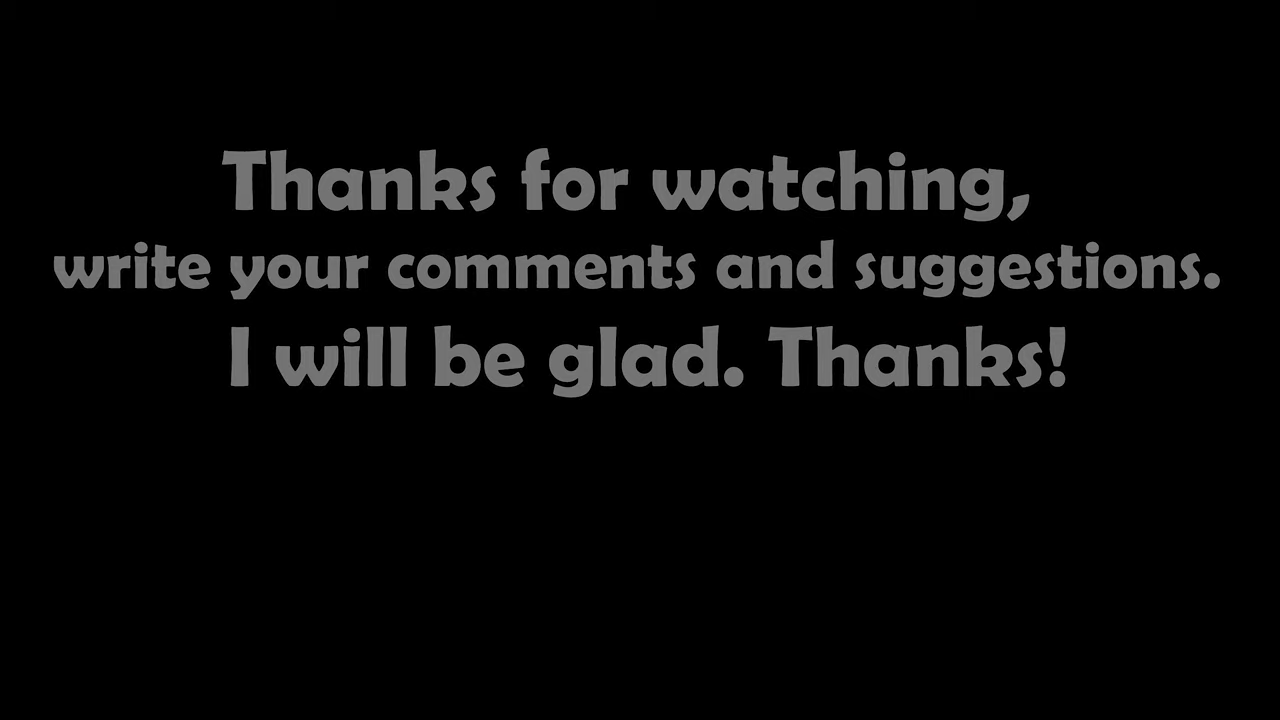 Thanks for watching,
write your comments and suggestions.
I will be glad. Thanks!